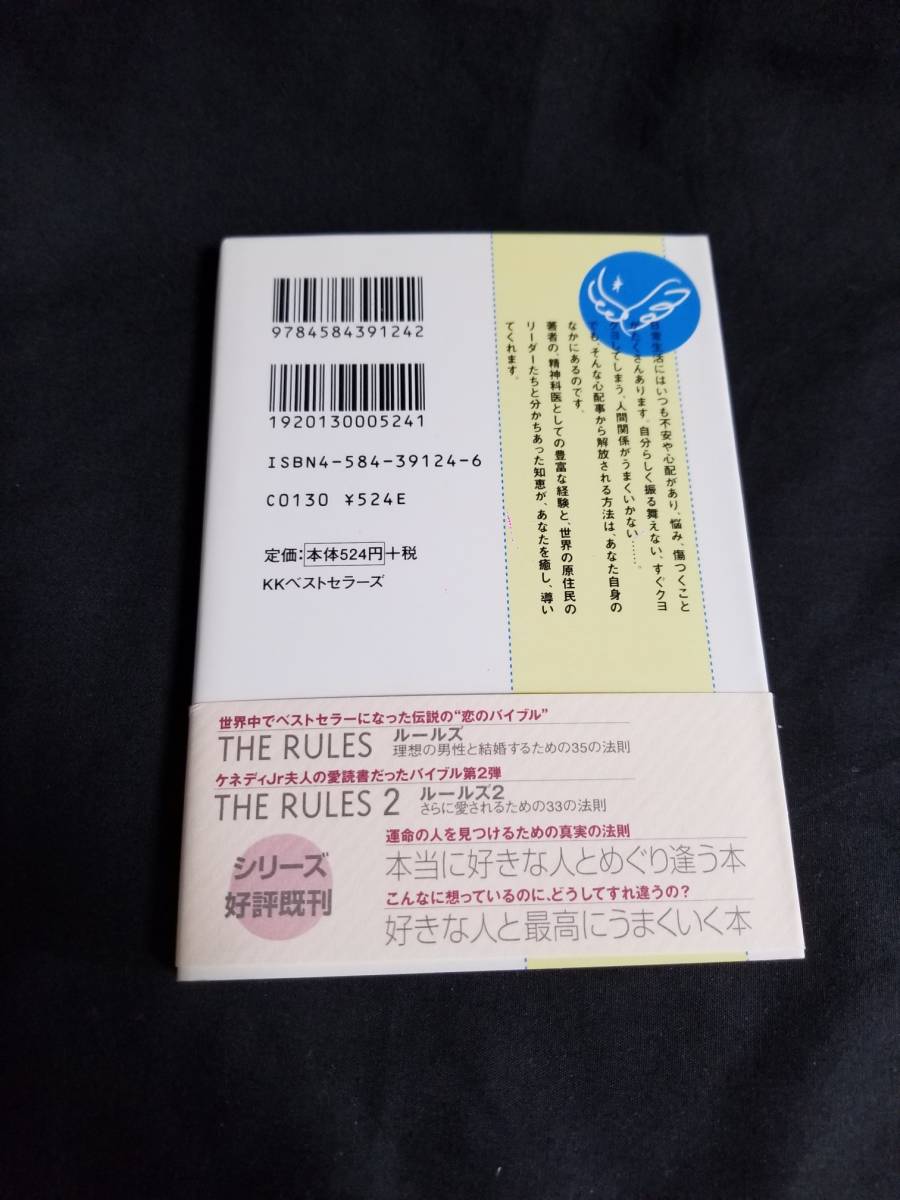 9784584391242
1920130005241
ISBN4-584-39124-6
C0130 ¥524E
定価：本体524円+税
KKベストセラーズ
日常生活にはいつも不安や心配があり、悩み、傷つくこと
がたくさんあります。自分らしく振る舞えない、すぐクヨ
クヨしてしまう、人間関係がうまくいかない……。
でも、そんな心配事から解放される方法は、あなた自身の
なかにあるのです。
著者の、精神科医としての豊富な経験と、世界の原住民の
リーダーたちと分かちあった知恵が、あなたを癒し、導い
てくれます。
世界中でベストセラーになった伝説の“恋のバイブル”
THE RULES ルールズ
理想の男性と結婚するための35の法則
ケネディJr夫人の愛読書だったバイブル第2弾
THE RULES 2 ルールズ2
さらに愛されるための33の法則
シリーズ
好評既刊
運命の人を見つけるための真実の法則
本当に好きな人とめぐり逢う本
こんなに想っているのに、どうしてすれ違うの？
好きな人と最高にうまくいく本